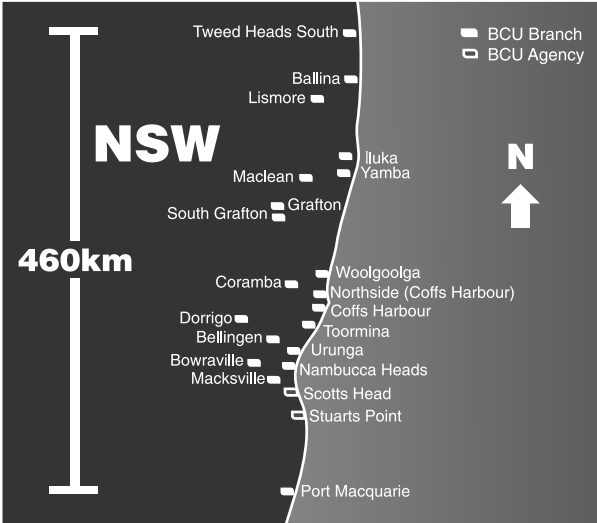 Tweed Heads South
BCU Branch
BCU Agency
Ballina
Lismore
NSW
N
Iluka
Yamba
Maclean
Grafton
South Grafton
460km
Woolgoolga
Coramba
Northside (Coffs Harbour)
Coffs Harbour
Dorrigo
Toormina
Bellingen
Urunga
Bowraville
Nambucca Heads
Macksville
Scotts Head
Stuarts Point
Port Macquarie